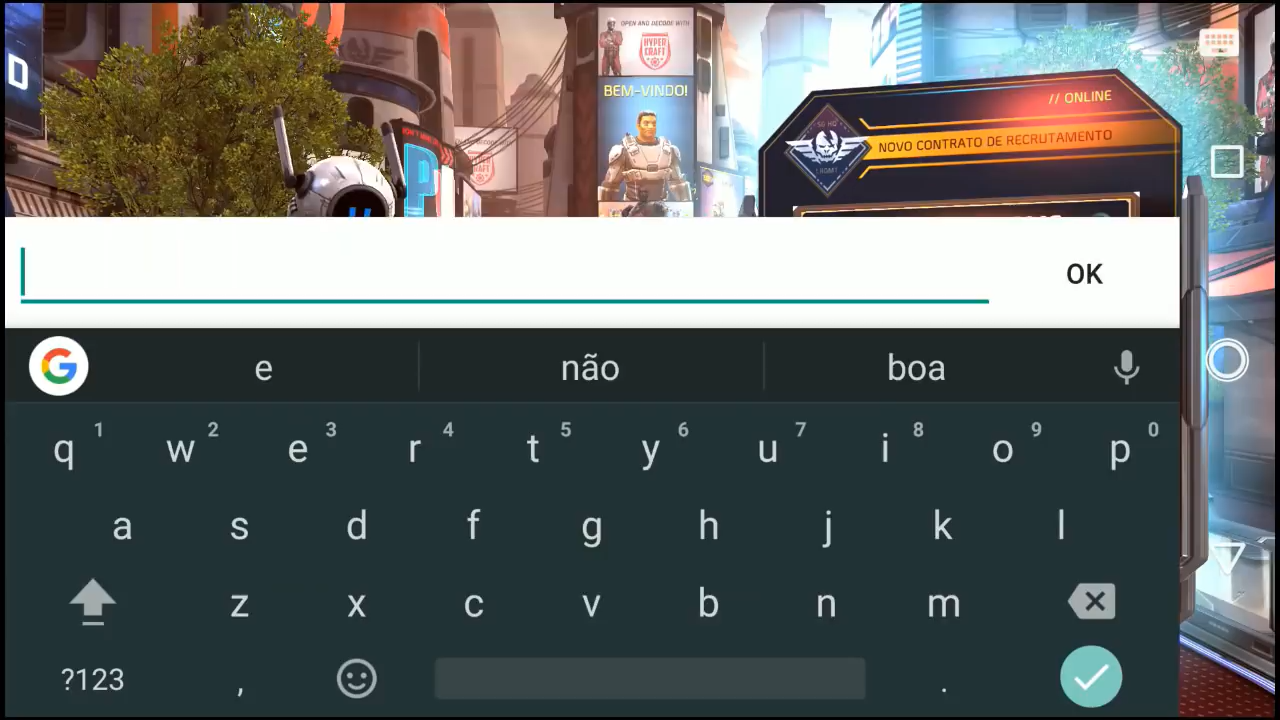 D
OPEN AND DECODE WITH
HYPER
CRAFT
BEM-VINDO!
// ONLINE
NOVO CONTRATO DE RECRUTAMENTO
OK
e não boa
q 1 w 2 e 3 r 4 t 5 y 6 u 7 i 8 o 9 p 0
a s d f g h j k l
z x c v b n m
?123 , .